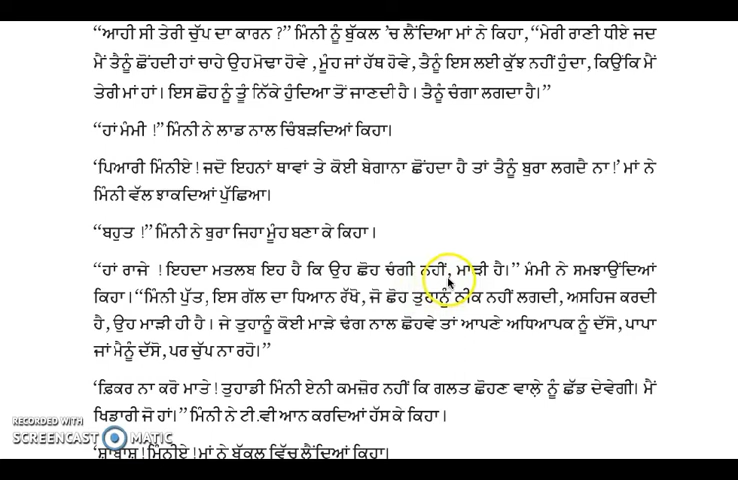 “ਆਹੀ ਸੀ ਤੇਰੀ ਚੁੱਪ ਦਾ ਕਾਰਨ ?” ਮਿੰਨੀ ਨੂੰ ਬੁੱਕਲ ’ਚ ਲੈਂਦਿਆ ਮਾਂ ਨੇ ਕਿਹਾ, “ਮੇਰੀ ਰਾਣੀ ਧੀਏ ਜਦ
ਮੈਂ ਤੈਨੂੰ ਛੋਂਹਦੀ ਹਾਂ ਚਾਹੇ ਉਹ ਮੋਢਾ ਹੋਵੇ , ਮੂੰਹ ਜਾਂ ਹੱਥ ਹੋਵੇ, ਤੈਨੂੰ ਇਸ ਲਈ ਕੁੱਝ ਨਹੀਂ ਹੁੰਦਾ, ਕਿਉਂਕਿ ਮੈਂ
ਤੇਰੀ ਮਾਂ ਹਾਂ। ਇਸ ਛੋਹ ਨੂੰ ਤੂੰ ਨਿੱਕੇ ਹੁੰਦਿਆ ਤੋਂ ਜਾਣਦੀ ਹੈ । ਤੈਨੂੰ ਚੰਗਾ ਲਗਦਾ ਹੈ।”
“ਹਾਂ ਮੰਮੀ !” ਮਿੰਨੀ ਨੇ ਲਾਡ ਨਾਲ ਚਿੰਬੜਦਿਆਂ ਕਿਹਾ।
‘ਪਿਆਰੀ ਮਿੰਨੀਏ! ਜਦੋ ਇਹਨਾਂ ਥਾਵਾਂ ਤੇ ਕੋਈ ਬੇਗਾਨਾ ਛੋਂਹਦਾ ਹੈ ਤਾਂ ਤੈਨੂੰ ਬੁਰਾ ਲਗਦੈ ਨਾ!’ ਮਾਂ ਨੇ
ਮਿੰਨੀ ਵੱਲ ਝਾਕਦਿਆਂ ਪੁੱਛਿਆ।
“ਬਹੁਤ !” ਮਿੰਨੀ ਨੇ ਬੁਰਾ ਜਿਹਾ ਮੂੰਹ ਬਣਾ ਕੇ ਕਿਹਾ ।
“ਹਾਂ ਰਾਜੇ ! ਇਹਦਾ ਮਤਲਬ ਇਹ ਹੈ ਕਿ ਉਹ ਛੋਹ ਚੰਗੀ ਨਹੀਂ, ਮਾੜੀ ਹੈ।” ਮੰਮੀ ਨੇ ਸਮਝਾਉਂਦਿਆਂ
ਕਿਹਾ। “ਮਿੰਨੀ ਪੁੱਤ, ਇਸ ਗੱਲ ਦਾ ਧਿਆਨ ਰੱਖੋ, ਜੋ ਛੋਹ ਤੁਹਾਨੂੰ ਠੀਕ ਨਹੀਂ ਲਗਦੀ, ਅਸਹਿਜ ਕਰਦੀ
ਹੈ, ਉਹ ਮਾੜੀ ਹੀ ਹੈ । ਜੇ ਤੁਹਾਨੂੰ ਕੋਈ ਮਾੜੇ ਢੰਗ ਨਾਲ ਛੋਹਵੇ ਤਾਂ ਆਪਣੇ ਅਧਿਆਪਕ ਨੂੰ ਦੱਸੋ, ਪਾਪਾ
ਜਾਂ ਮੈਨੂੰ ਦੱਸੋ, ਪਰ ਚੁੱਪ ਨਾ ਰਹੋ।”
‘ਫ਼ਿਕਰ ਨਾ ਕਰੋ ਮਾਤੇ! ਤੁਹਾਡੀ ਮਿੰਨੀ ਏਨੀ ਕਮਜ਼ੋਰ ਨਹੀਂ ਕਿ ਗਲਤ ਛੋਹਣ ਵਾਲੇ਼ ਨੂੰ ਛੱਡ ਦੇਵੇਗੀ। ਮੈਂ
ਖਿਡਾਰੀ ਜੋ ਹਾਂ।” ਮਿੰਨੀ ਨੇ ਟੀ.ਵੀ ਆਨ ਕਰਦਿਆਂ ਹੱਸ ਕੇ ਕਿਹਾ ।
‘ਸ਼ਾਬਾਸ਼! ਮਿੰਨੀਏ! ਮਾਂ ਨੇ ਬੁੱਕਲ ਵਿੱਚ ਲੈਂਦਿਆਂ ਕਿਹਾ।
RECORDED WITH
SCREENCAST MATIC